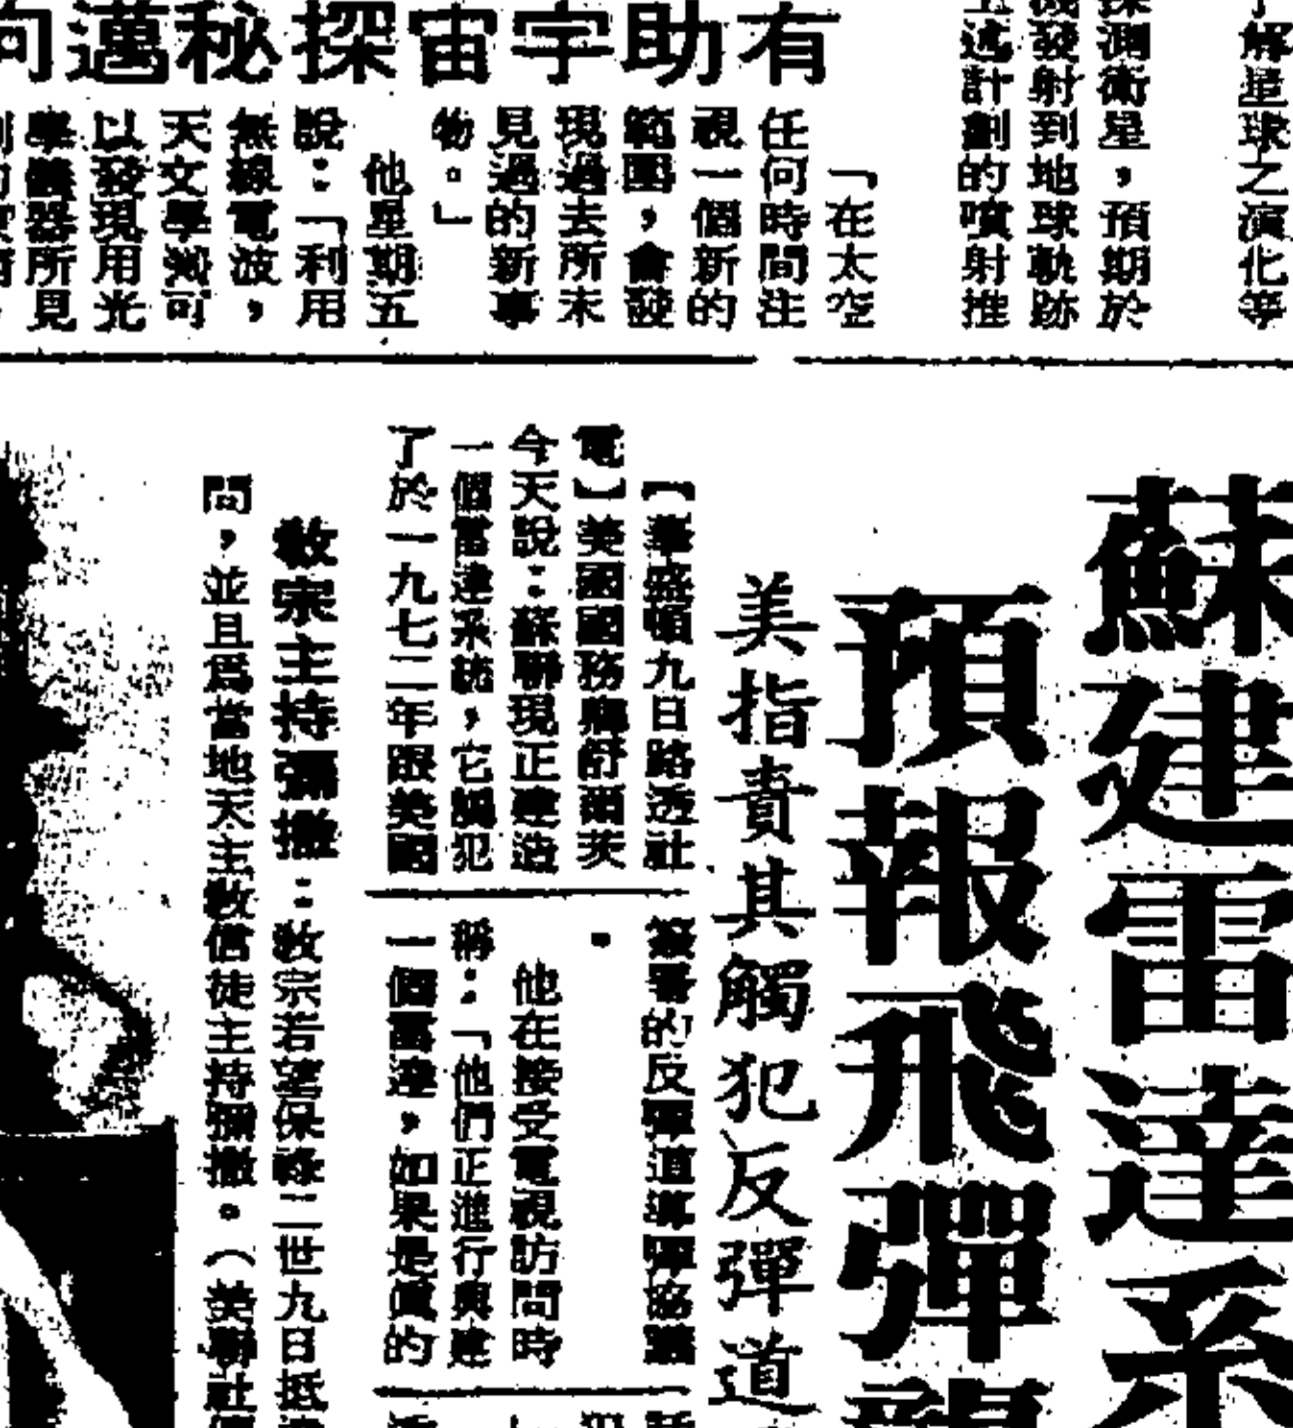 解星球之演化等
探測衛星，預期於
發射到地球軌跡
述計劃的噴射推
有助宇宙探秘邁向
「在太空
任何時間注
視一個新的
範圍，會發
現過去所未
見過的新事
物。」
他星期五
說：「利用
無線電波，
天文學家可
以發現用光
學儀器所見
蘇建雷達系
預報飛彈襲
美指責其觸犯反彈道
【華盛頓九日路透社
電】美國國務卿舒爾茨
今天說：蘇聯現正建造
一個雷達系統，它觸犯
了於一九七二年跟美國
簽署的反彈道導彈協議
。
他在接受電視訪問時
稱：「他們正進行興建
一個雷達，如果是真的
教宗主持彌撒：教宗若望保祿二世九日抵
問，並且為當地天主教信徒主持彌撒。（美聯社